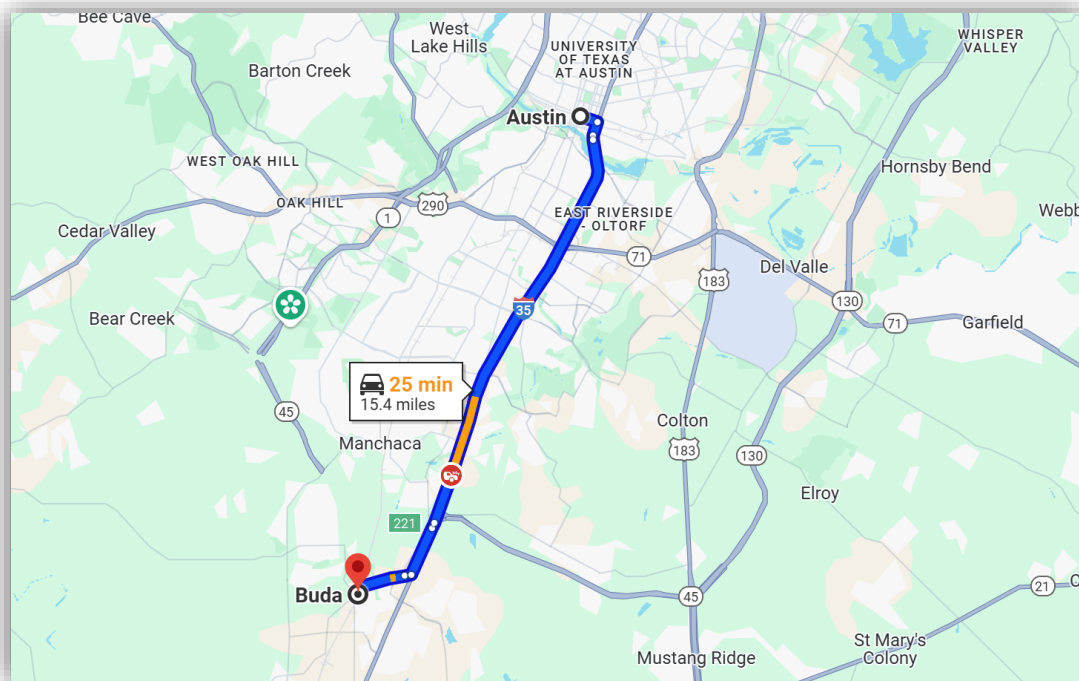 Bee Cave
West
Lake Hills
UNIVERSITY
OF TEXAS
AT AUSTIN
WHISPER
VALLEY
Barton Creek
Austin
WEST OAK HILL
Hornsby Bend
OAK HILL
290
1
EAST RIVERSIDE
- OLTORF
Webb
Cedar Valley
71
Del Valle
183
130
Bear Creek
35
71
Garfield
25 min
15.4 miles
45
Colton
Manchaca
183
130
Elroy
221
Buda
45
21
C
St Mary's
Colony
Mustang Ridge